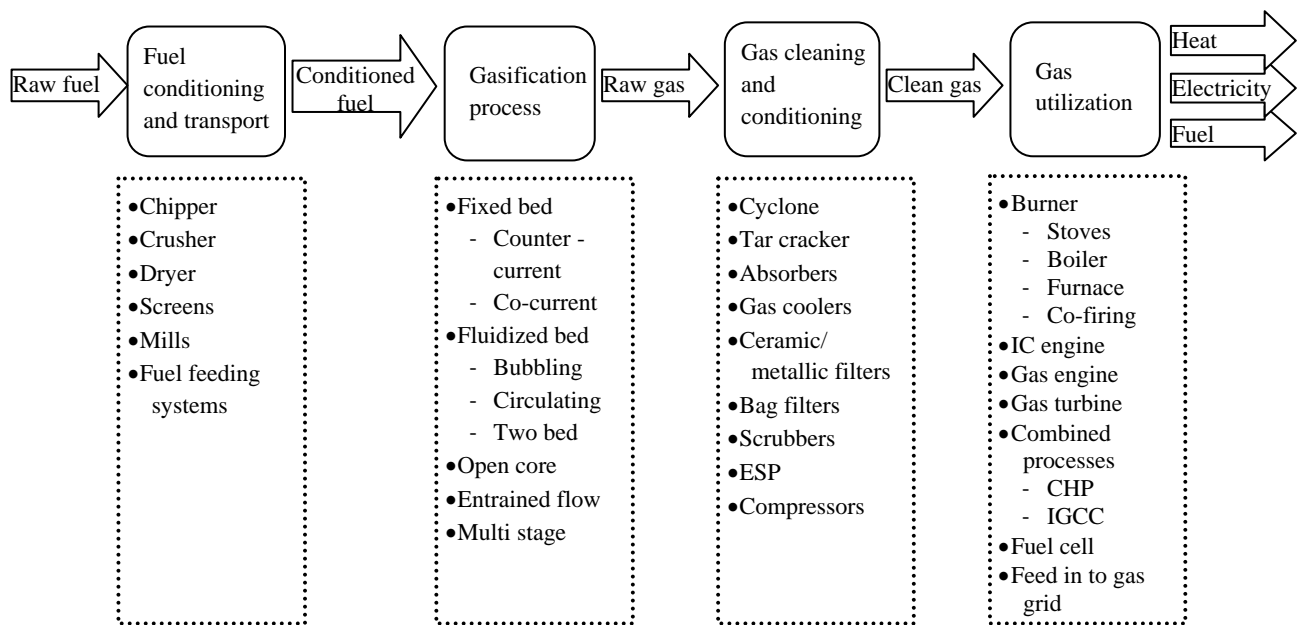 Raw fuel
Fuel
conditioning
and transport
Conditioned
fuel
Gasification
process
Raw gas
Gas cleaning
and
conditioning
Clean gas
Gas
utilization
Heat
Electricity
Fuel
•Chipper
•Crusher
•Dryer
•Screens
•Mills
•Fuel feeding
systems
•Fixed bed
- Counter -
current
- Co-current
•Fluidized bed
- Bubbling
- Circulating
- Two bed
•Open core
•Entrained flow
•Multi stage
•Cyclone
•Tar cracker
•Absorbers
•Gas coolers
•Ceramic/
metallic filters
•Bag filters
•Scrubbers
•ESP
•Compressors
•Burner
- Stoves
- Boiler
- Furnace
- Co-firing
•IC engine
•Gas engine
•Gas turbine
•Combined
processes
- CHP
- IGCC
•Fuel cell
•Feed in to gas
grid